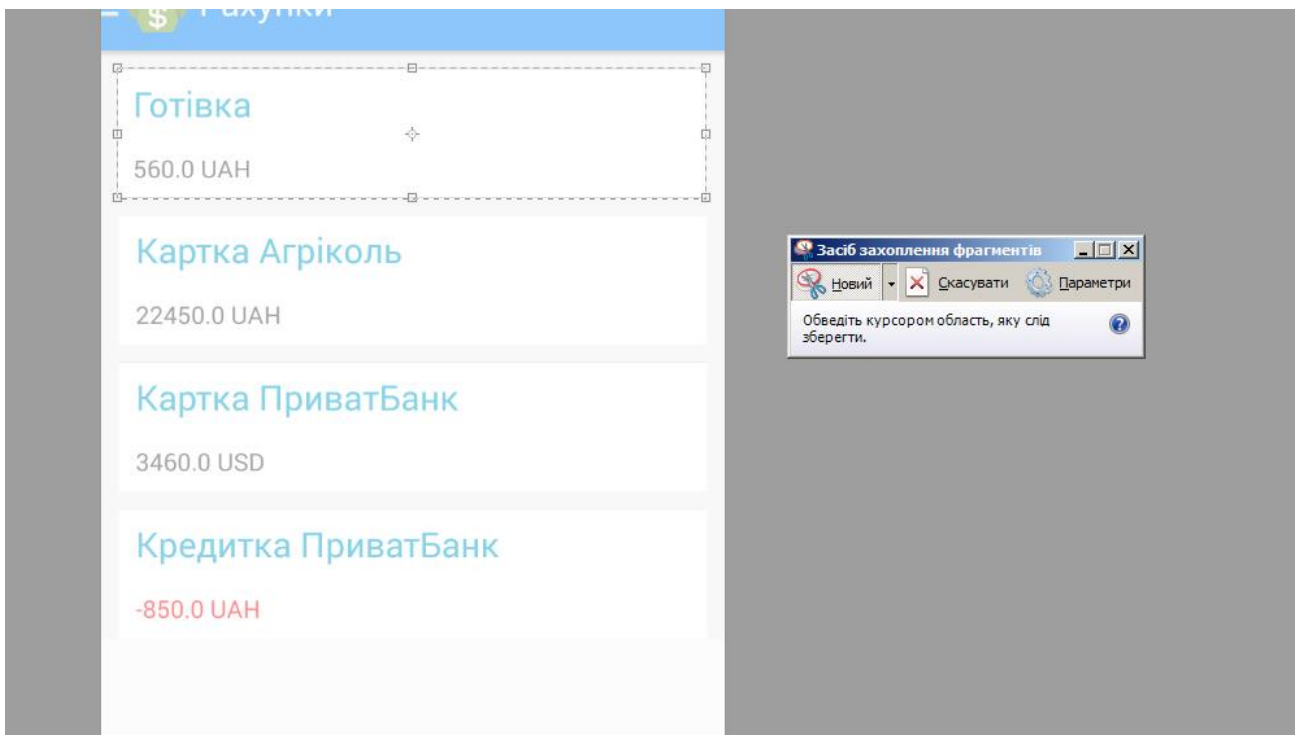 $ Рахунки
Готівка
560.0 UAH
Картка Агріколь
22450.0 UAH
Картка ПриватБанк
3460.0 USD
Кредитка ПриватБанк
-850.0 UAH
Засіб захоплення фрагментів
Новий Скасувати Параметри
Обведіть курсором область, яку слід
зберегти.